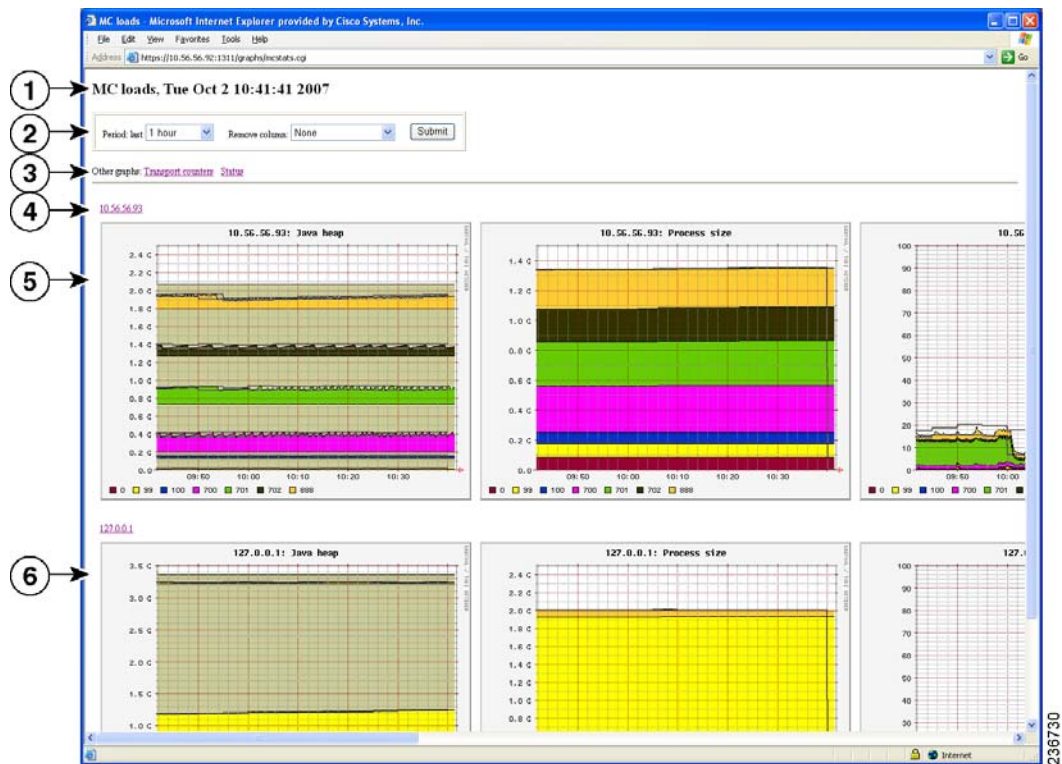 MC loads - Microsoft Internet Explorer provided by Cisco Systems, Inc.
File Edit View Favorites Tools Help
Address https://10.56.56.92:1311/graphs/mcstats.cgi Go
1
MC loads, Tue Oct 2 10:41:41 2007
2
Period: last 1 hour Remove column: None Submit
3
Other graphs: Transport counters Status
4
10.56.56.93
5
10.56.56.93: Java heap
2.4 G
2.2 G
2.0 G
1.8 G
1.6 G
1.4 G
1.2 G
1.0 G
0.8 G
0.6 G
0.4 G
0.2 G
0.0
09:50 10:00 10:10 10:20 10:30
0 99 100 700 701 702 888
10.56.56.93: Process size
1.4 G
1.2 G
1.0 G
0.8 G
0.6 G
0.4 G
0.2 G
0.0
09:50 10:00 10:10 10:20 10:30
0 99 100 700 701 702 888
10.56
100
90
80
70
60
50
40
30
20
10
0
09:50 10:00
0 99 100 700 701
127.0.0.1
6
127.0.0.1: Java heap
3.5 G
3.0 G
2.0 G
1.5 G
1.0 G
127.0.0.1: Process size
2.4 G
2.2 G
2.0 G
1.8 G
1.6 G
1.4 G
1.2 G
1.0 G
0.8 G
127.
100
90
80
70
60
50
40
30
Internet
236730